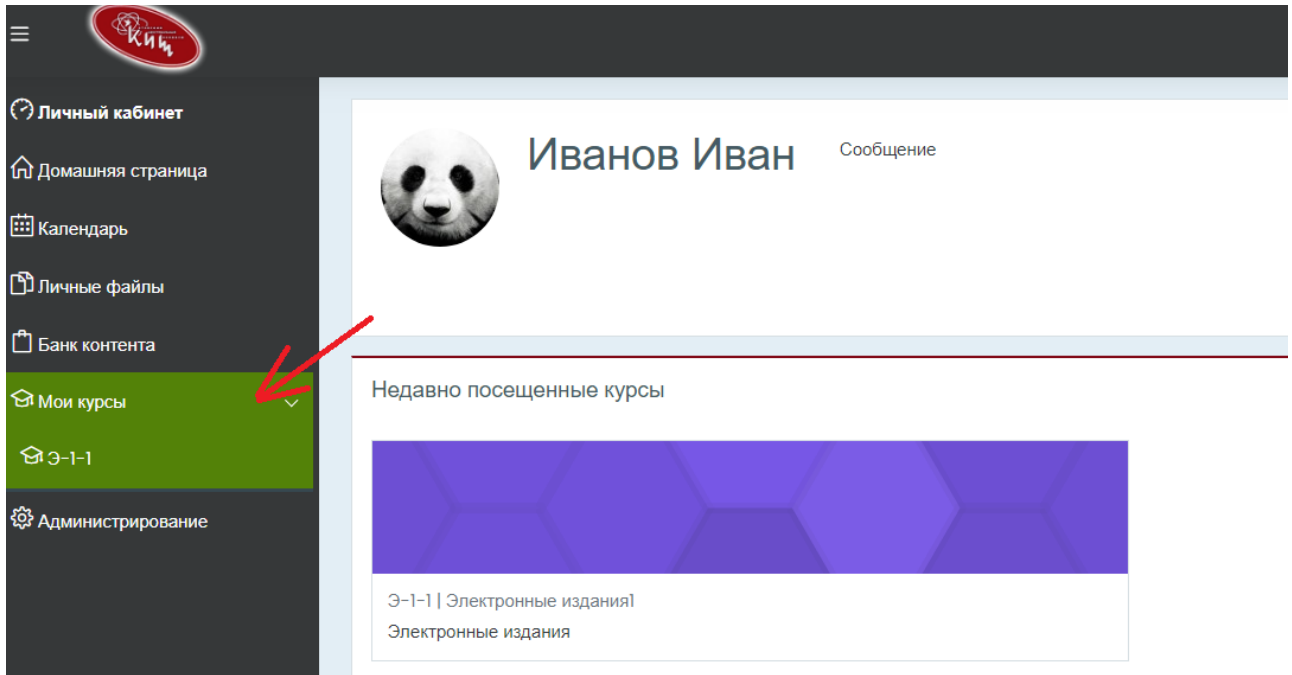 Кит
Личный кабинет
Домашняя страница
Календарь
Личные файлы
Банк контента
Мои курсы
Э-1-1
Администрирование
Иванов Иван
Сообщение
Недавно посещенные курсы
Э-1-1 | Электронные издания1
Электронные издания